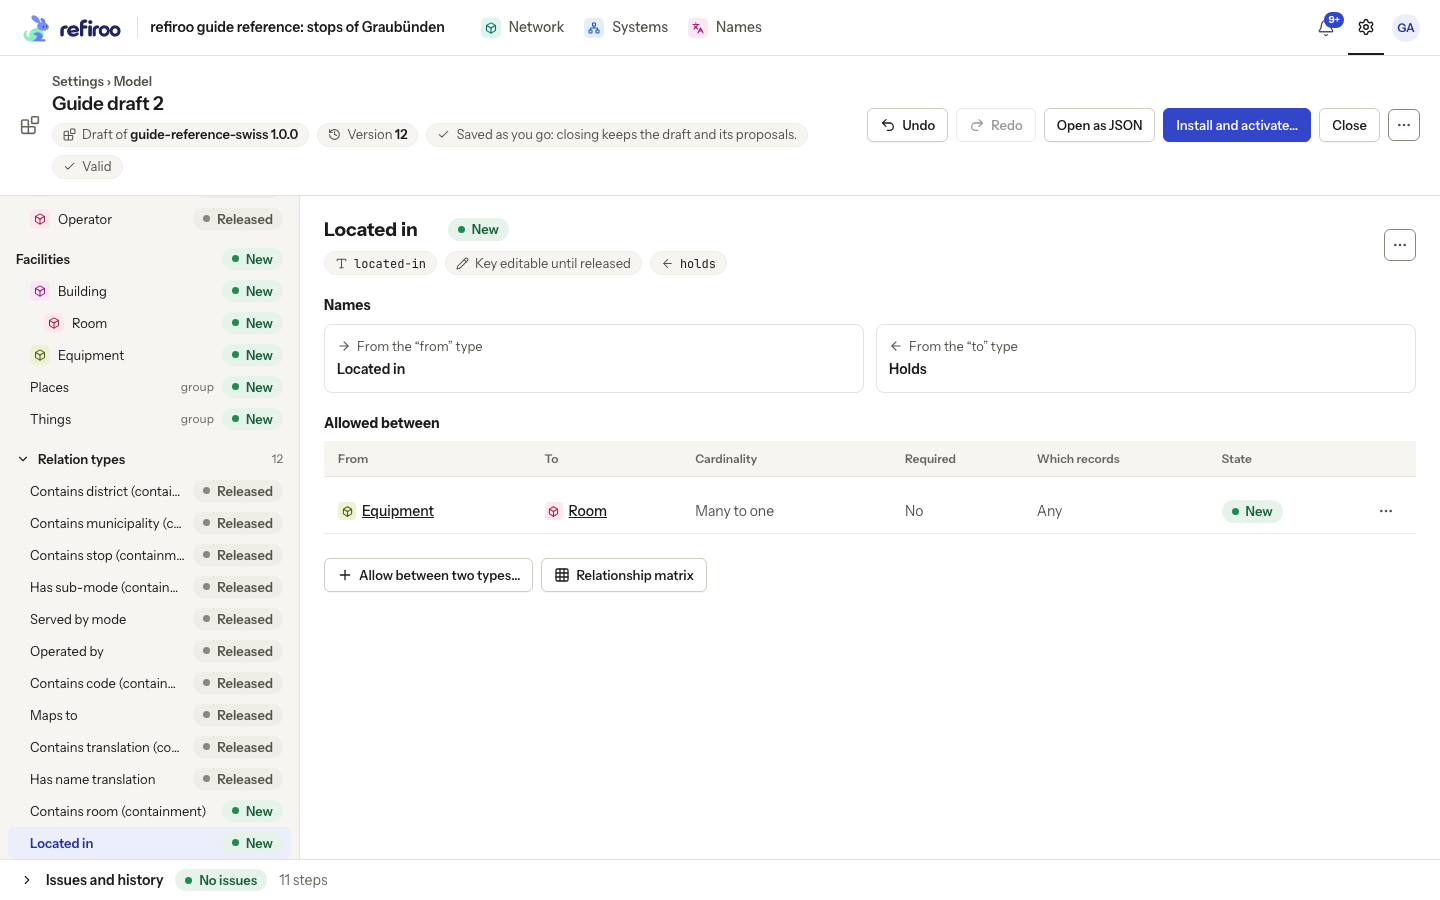 refiroo
refiroo guide reference: stops of Graubünden
Network
Systems
Names
9+
GA
Settings › Model
Guide draft 2
Draft of guide-reference-swiss 1.0.0
Version 12
Saved as you go: closing keeps the draft and its proposals.
Valid
Undo
Redo
Open as JSON
Install and activate…
Close
Operator Released
Facilities New
Building New
Room New
Equipment New
Places group New
Things group New
Relation types 12
Contains district (contai… Released
Contains municipality (c… Released
Contains stop (containm… Released
Has sub-mode (contain… Released
Served by mode Released
Operated by Released
Contains code (contain… Released
Maps to Released
Contains translation (co… Released
Has name translation Released
Contains room (containment) New
Located in New
Located in New
located-in
Key editable until released
← holds
Names
→ From the “from” type
Located in
← From the “to” type
Holds
Allowed between
From To Cardinality Required Which records State
Equipment Room Many to one No Any New
Allow between two types…
Relationship matrix
Issues and history No issues 11 steps